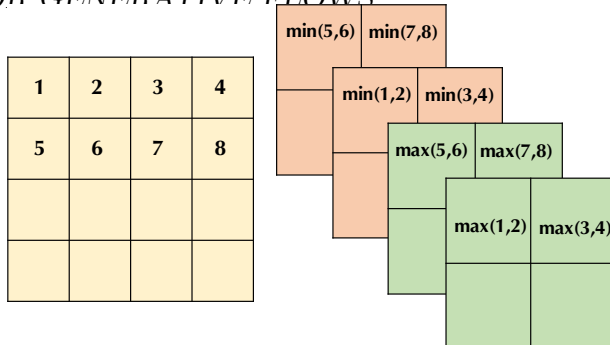 min(5,6) min(7,8)
1 2 3 4
min(1,2) min(3,4)
5 6 7 8
max(5,6) max(7,8)
max(1,2) max(3,4)